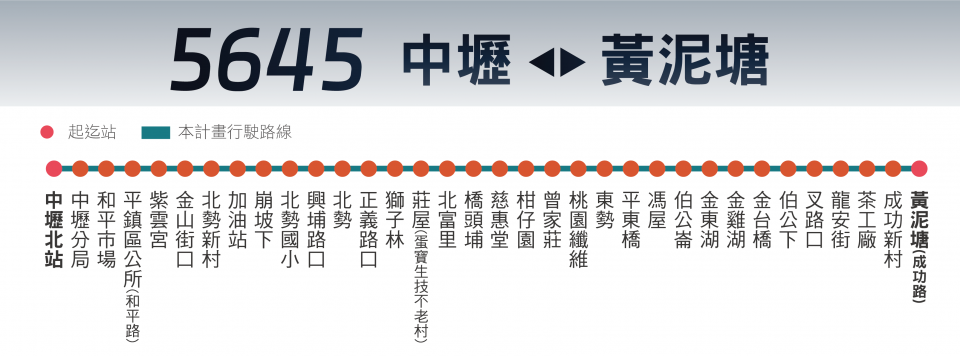 5645 中壢 ◀▶ 黃泥塘
起迄站
本計畫行駛路線
中壢北站
中壢分局
和平市場
平鎮區公所(和平路)
紫雲宮
金山街口
北勢新村
加油站
崩坡下
北勢國小
興埔路口
北勢
正義路口
獅子林
莊屋(蛋寶生技不老村)
北富里
橋頭埔
慈惠堂
柑仔園
曾家莊
桃園纖維
東勢
平東橋
馮屋
伯公崙
金東湖
金雞湖
金台橋
伯公下
叉路口
龍安街
茶工廠
成功新村
黃泥塘(成功路)